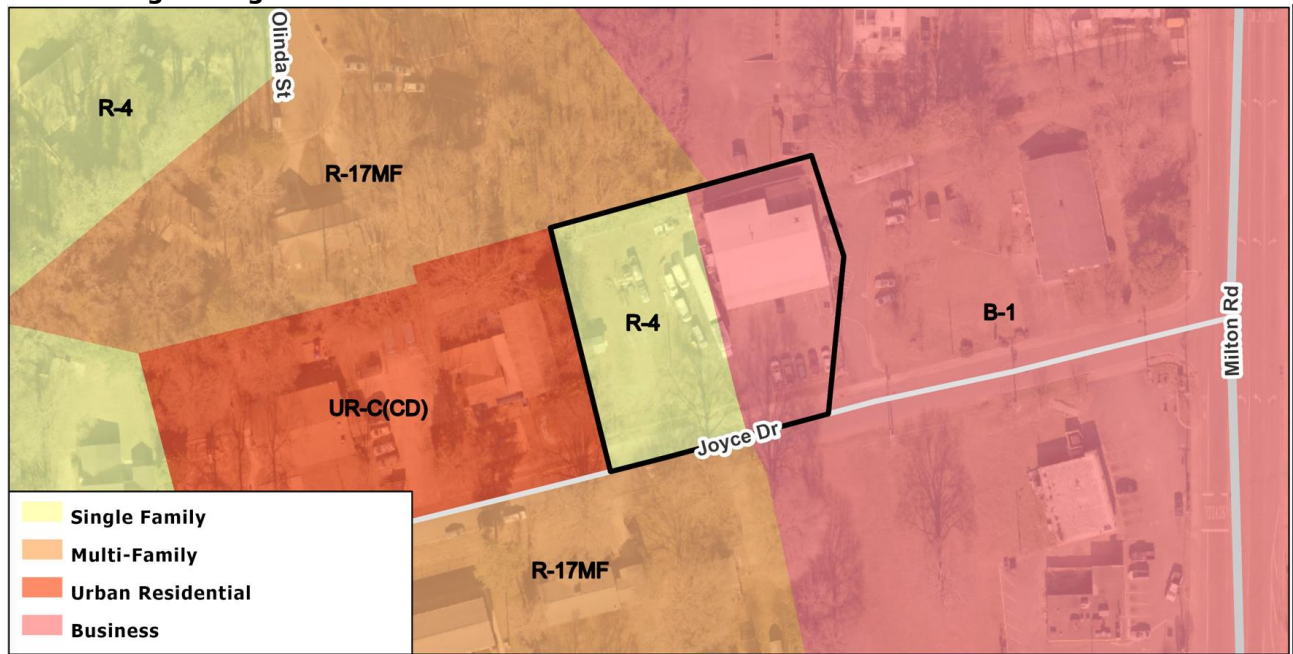 Olinda St
R-4
R-17MF
R-4
B-1
Milton Rd
UR-C(CD)
Joyce Dr
R-17MF
Single Family
Multi-Family
Urban Residential
Business